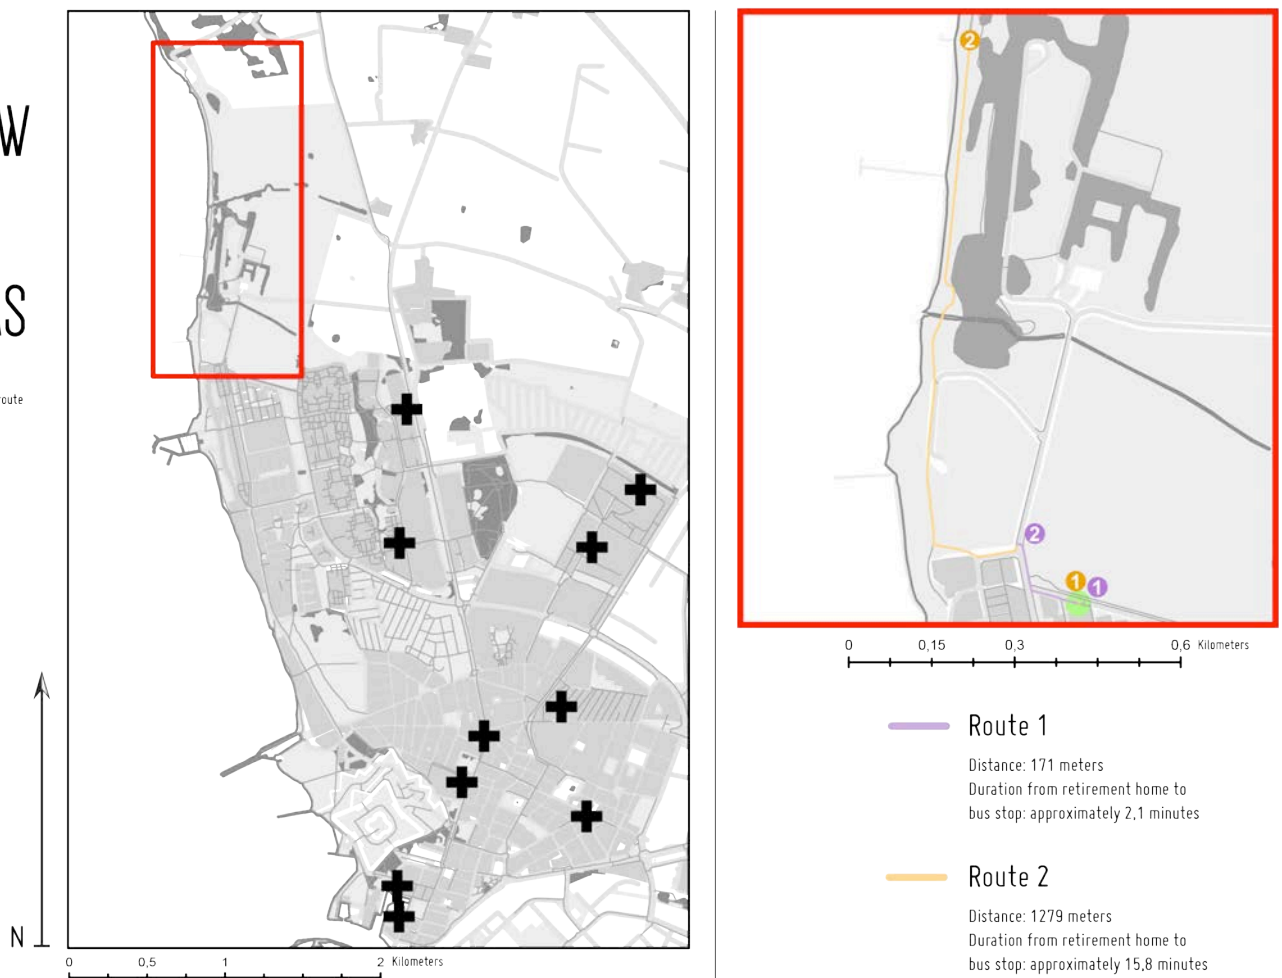 W
AS
route
N
0 0,5 1 2 Kilometers
2
2
1 1
0 0,15 0,3 0,6 Kilometers
Route 1
Distance: 171 meters
Duration from retirement home to
bus stop: approximately 2,1 minutes
Route 2
Distance: 1279 meters
Duration from retirement home to
bus stop: approximately 15,8 minutes